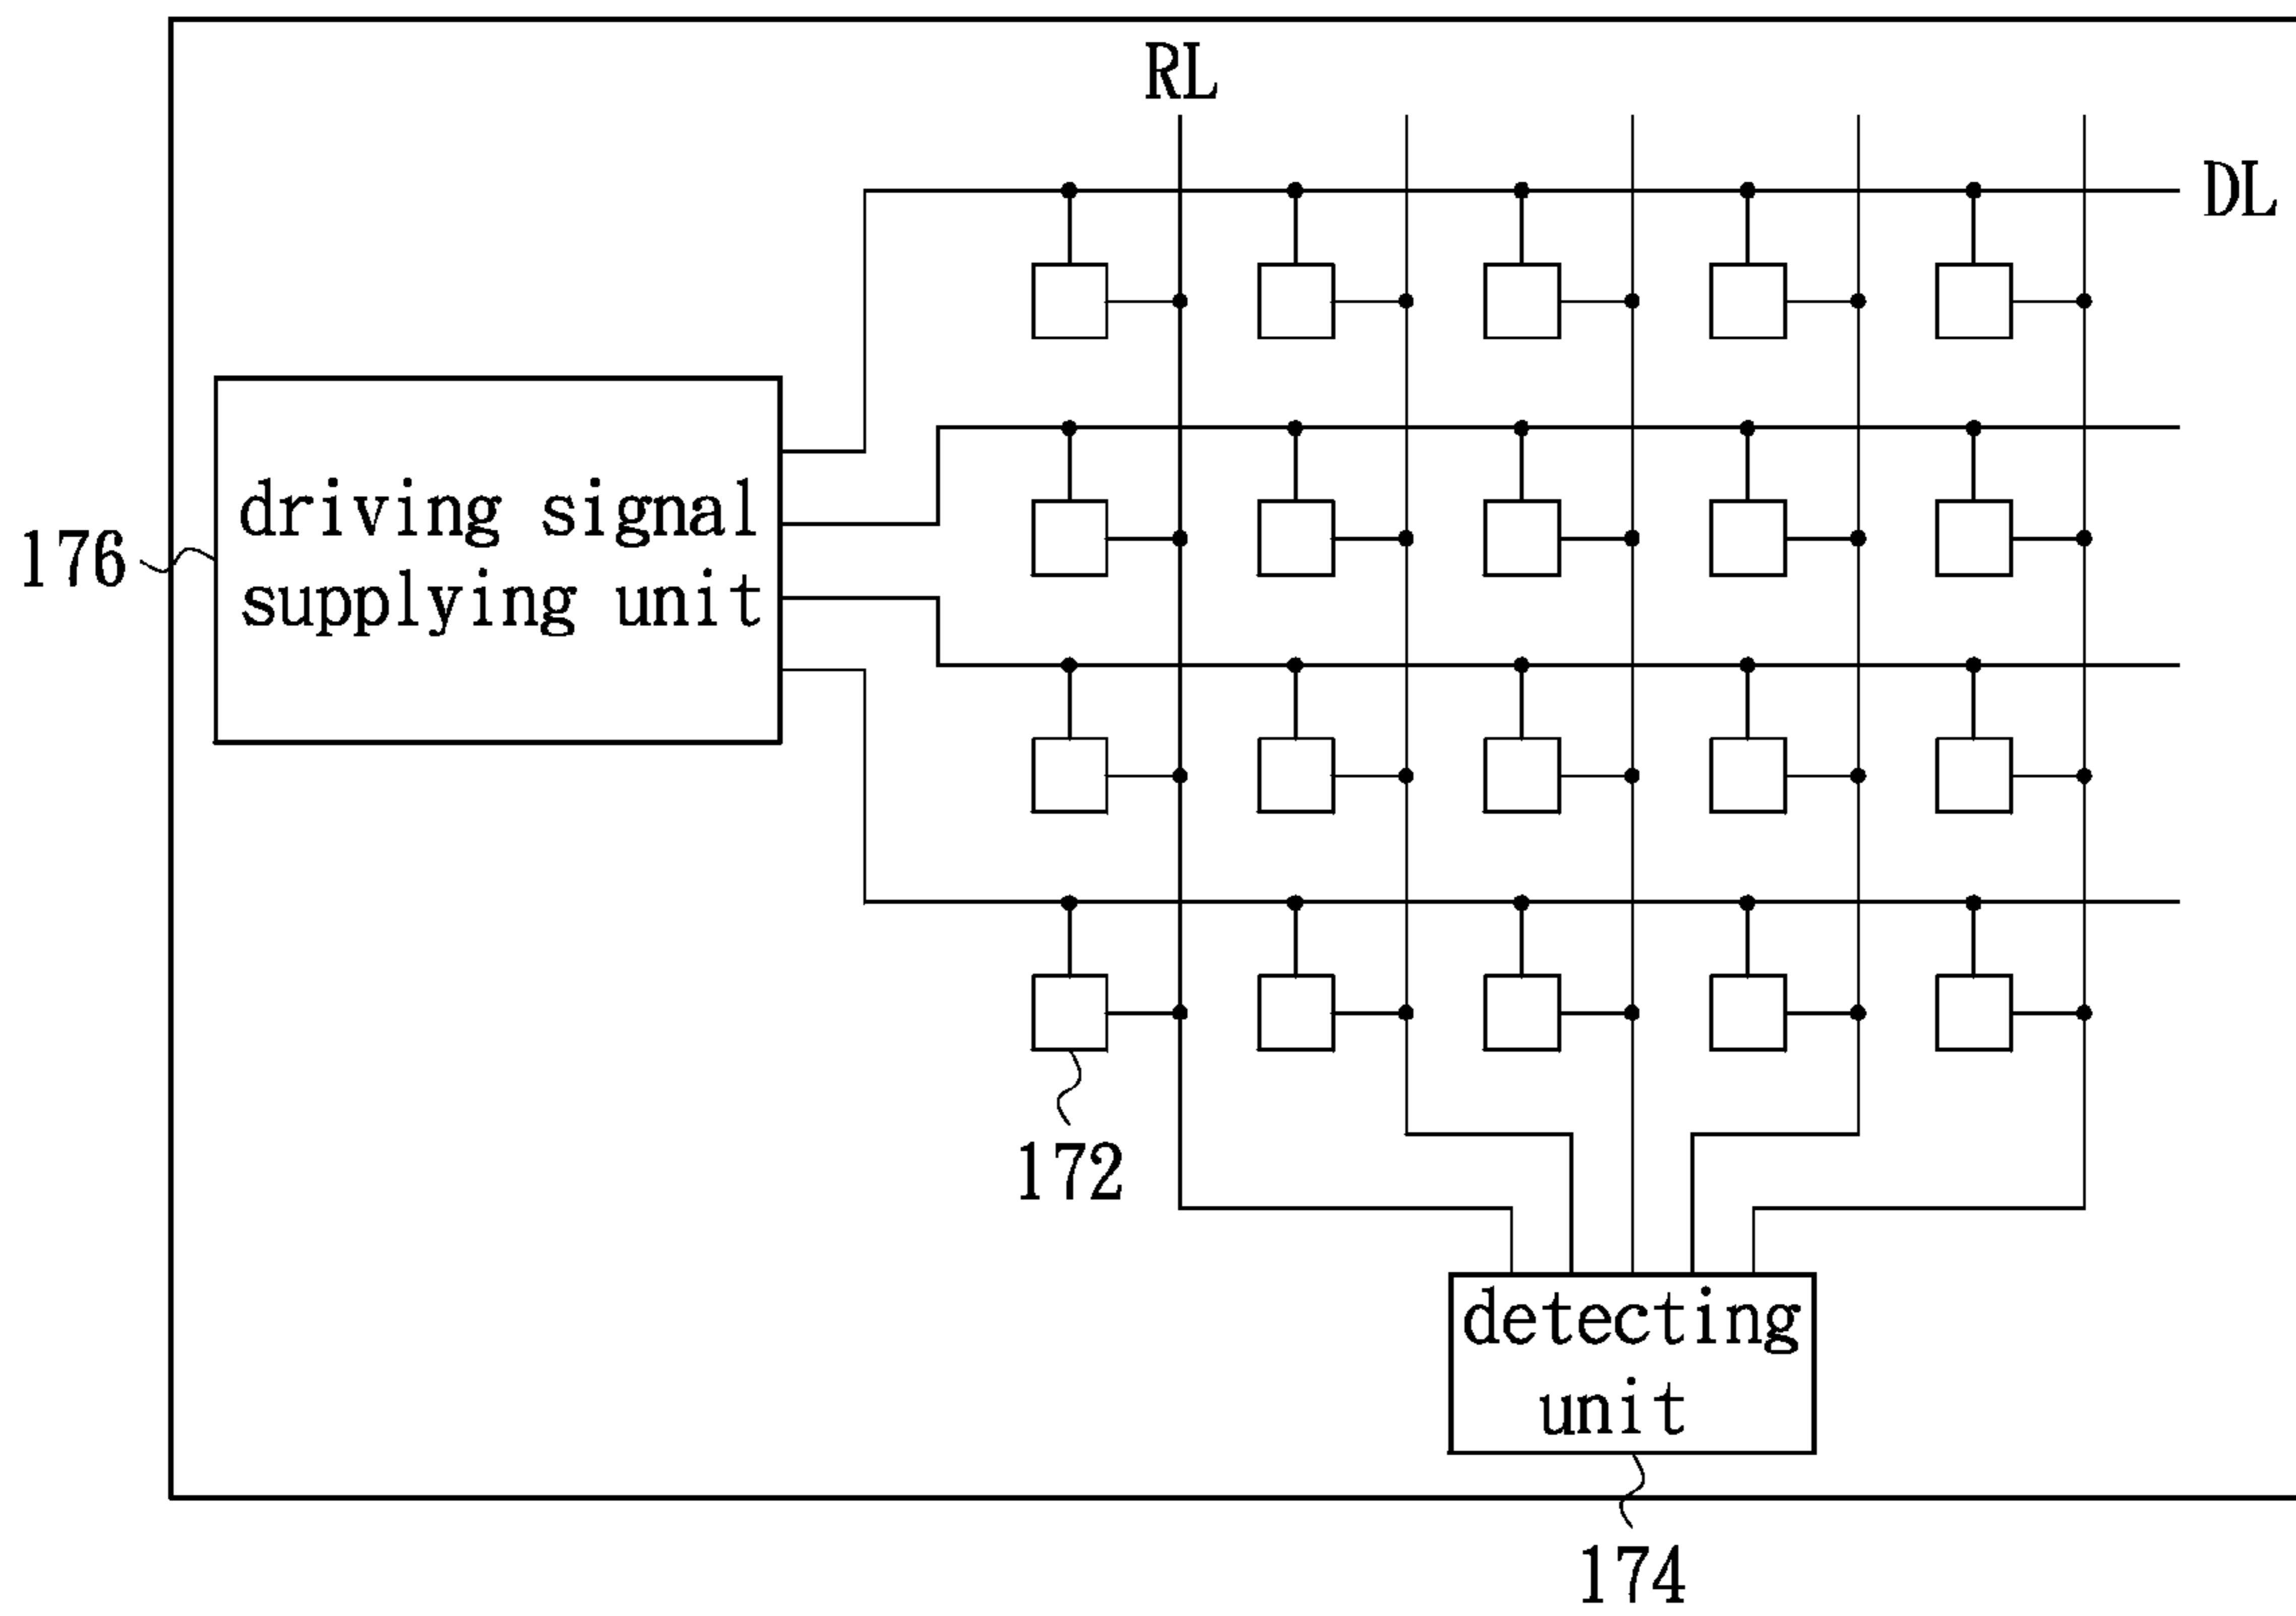 RL
DL
driving signal
supplying unit
176
172
detecting
unit
174